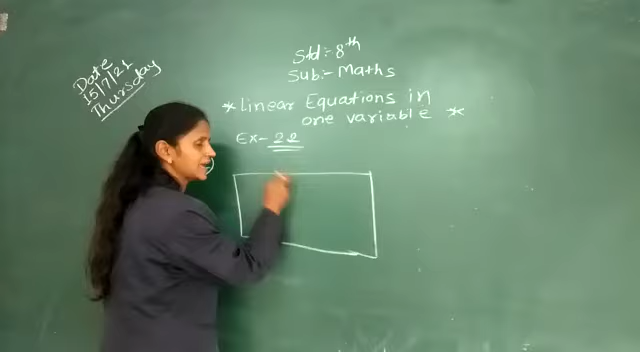 Date
15/7/21
Thursday
Std:- 8th
Sub:- Maths
* Linear Equations in
one variable *
Ex- 2.2